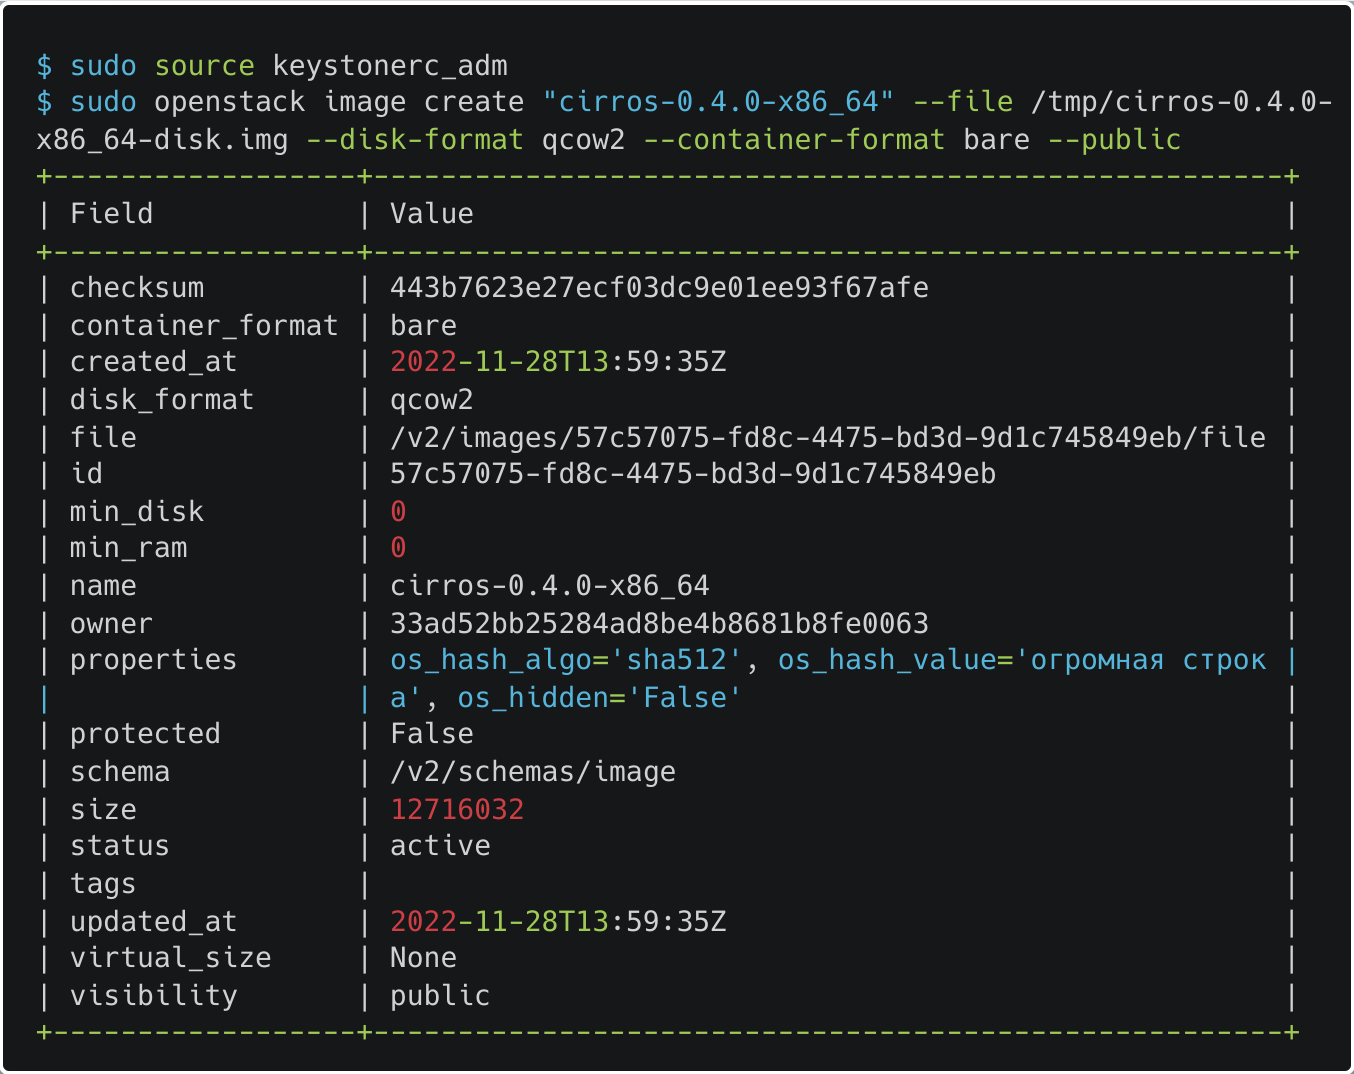 $ sudo source keystonerc_adm
$ sudo openstack image create "cirros-0.4.0-x86_64" --file /tmp/cirros-0.4.0-
x86_64-disk.img --disk-format qcow2 --container-format bare --public
+------------------+------------------------------------------------------+
| Field            | Value                                                |
+------------------+------------------------------------------------------+
| checksum         | 443b7623e27ecf03dc9e01ee93f67afe                     |
| container_format | bare                                                 |
| created_at       | 2022-11-28T13:59:35Z                                 |
| disk_format      | qcow2                                                |
| file             | /v2/images/57c57075-fd8c-4475-bd3d-9d1c745849eb/file |
| id               | 57c57075-fd8c-4475-bd3d-9d1c745849eb                 |
| min_disk         | 0                                                    |
| min_ram          | 0                                                    |
| name             | cirros-0.4.0-x86_64                                  |
| owner            | 33ad52bb25284ad8be4b8681b8fe0063                     |
| properties       | os_hash_algo='sha512', os_hash_value='огромная строк |
|                  | а', os_hidden='False'                                |
| protected        | False                                                |
| schema           | /v2/schemas/image                                    |
| size             | 12716032                                             |
| status           | active                                               |
| tags             |                                                      |
| updated_at       | 2022-11-28T13:59:35Z                                 |
| virtual_size     | None                                                 |
| visibility       | public                                               |
+------------------+------------------------------------------------------+